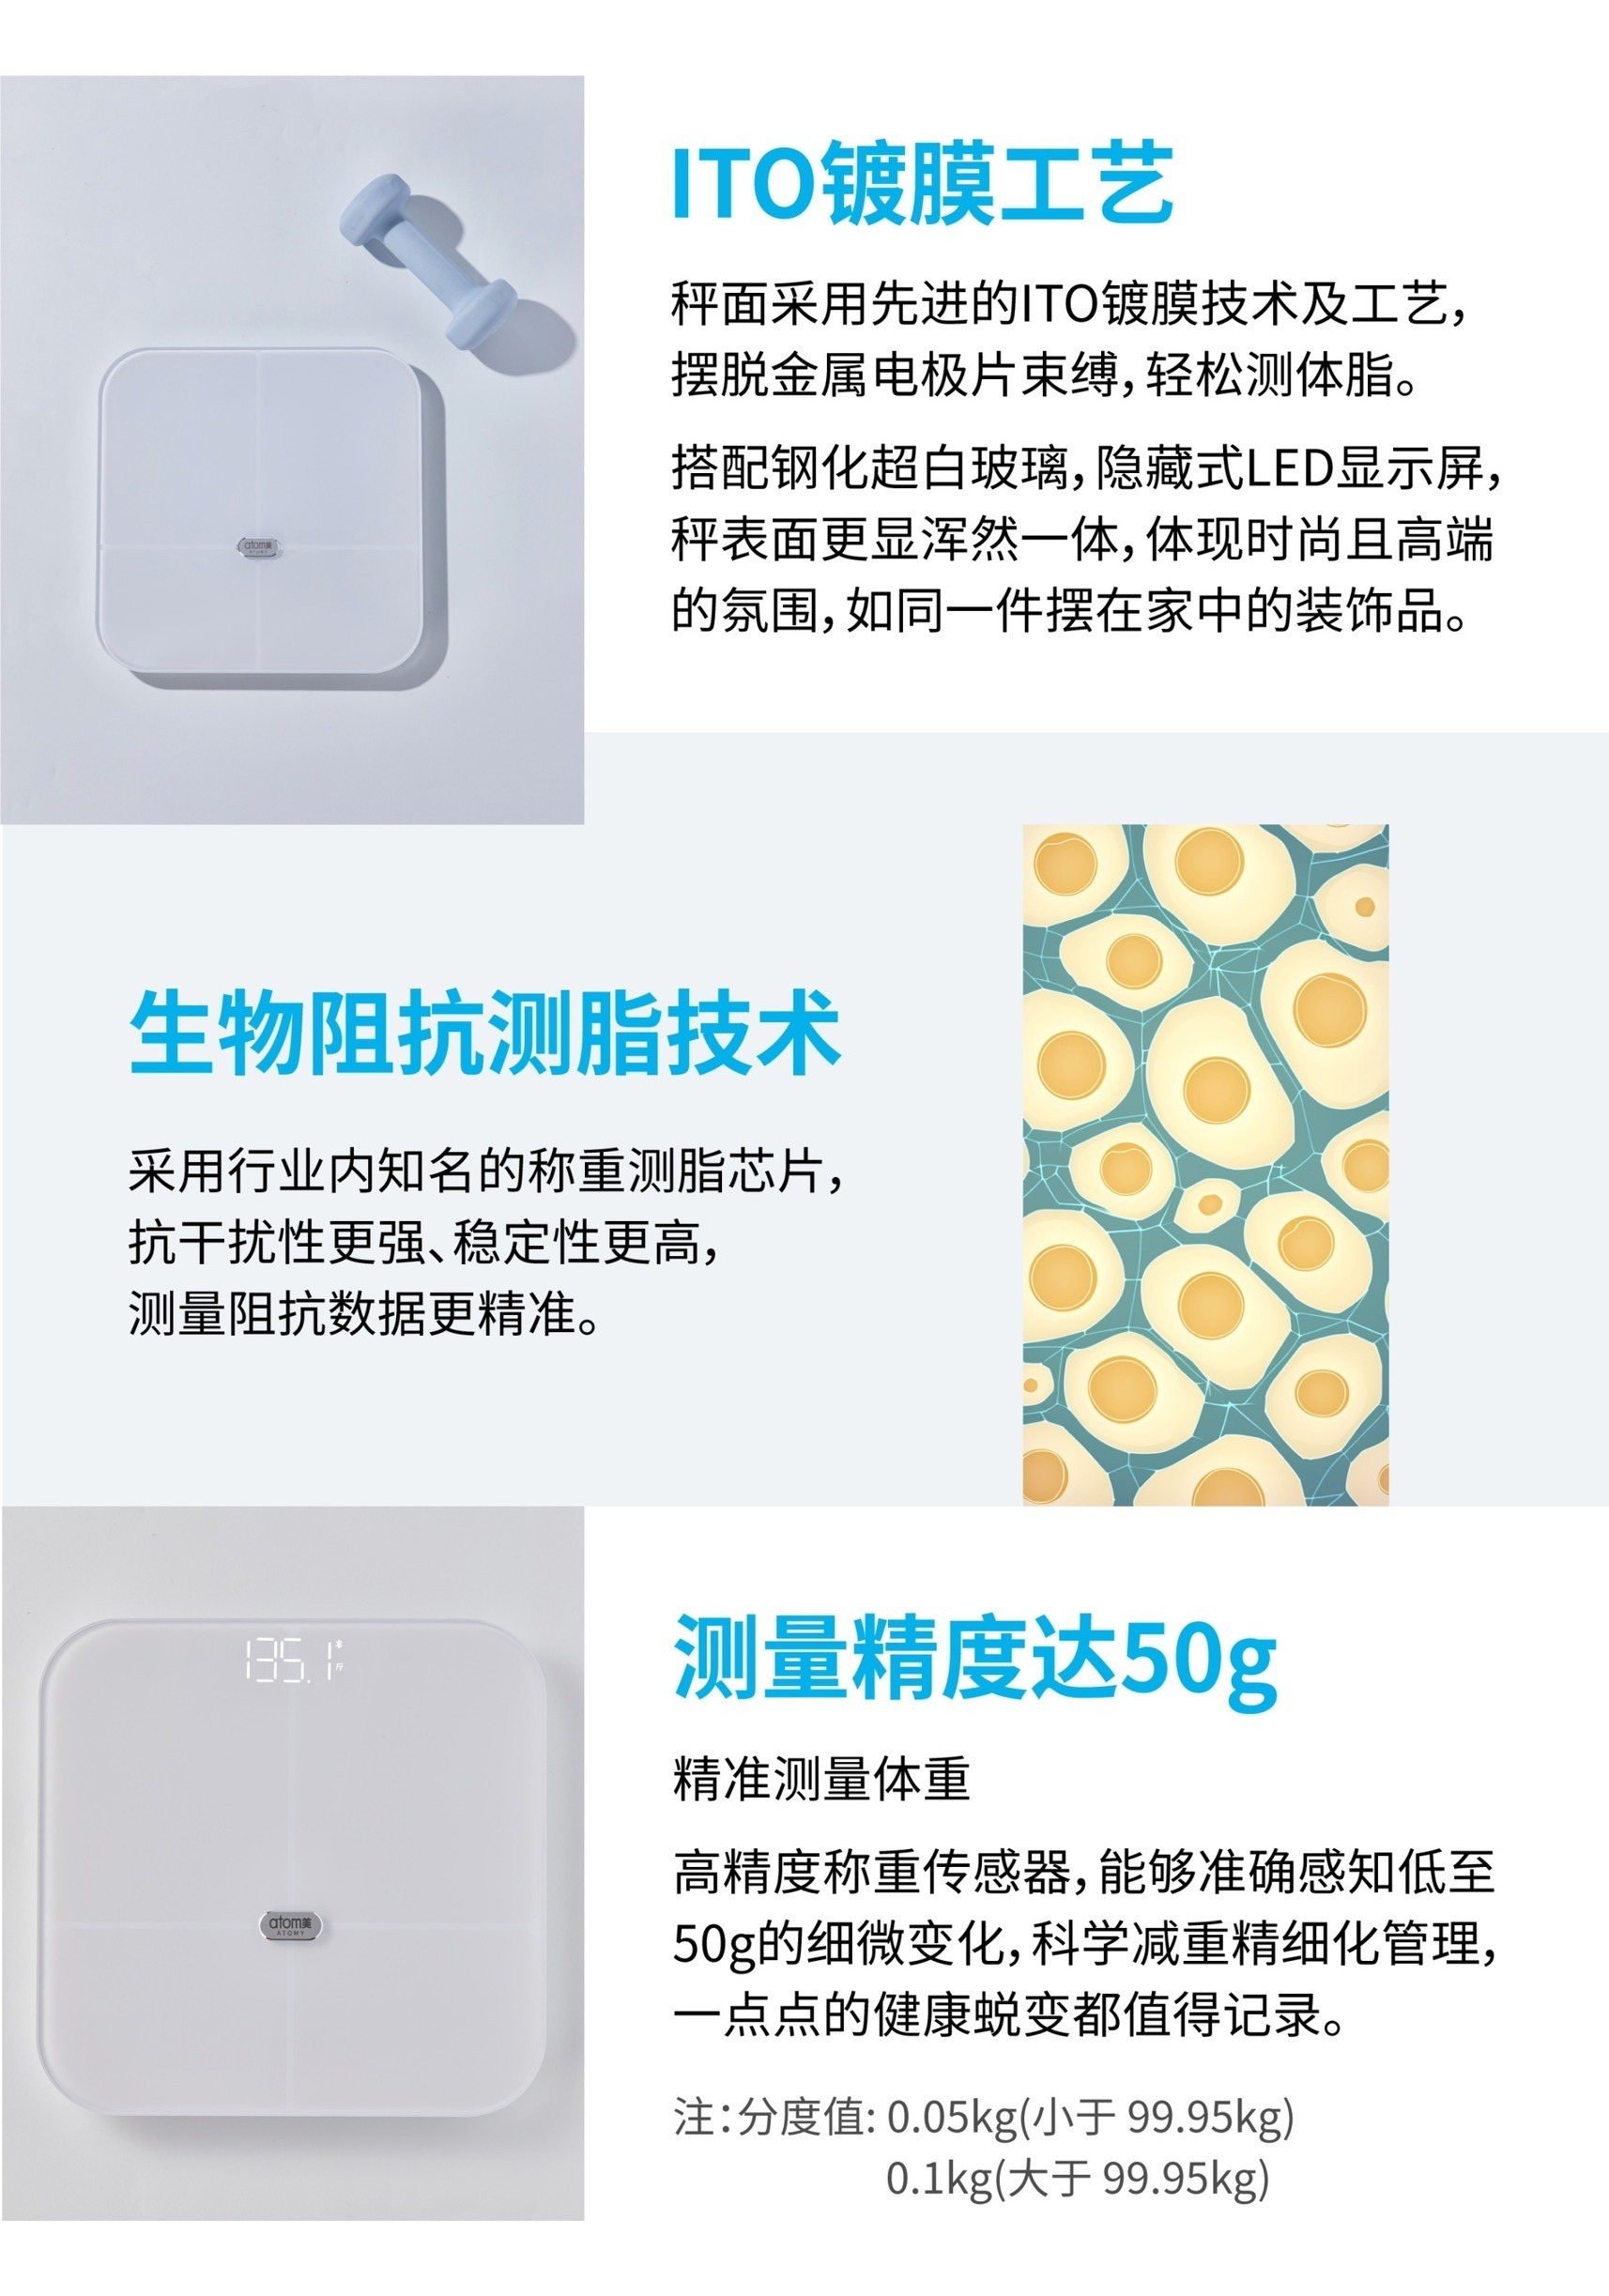 ITO镀膜工艺
秤面采用先进的ITO镀膜技术及工艺，
摆脱金属电极片束缚，轻松测体脂。
搭配钢化超白玻璃，隐藏式LED显示屏，
秤表面更显浑然一体，体现时尚且高端
的氛围，如同一件摆在家中的装饰品。
atom美
ATOMY
生物阻抗测脂技术
采用行业内知名的称重测脂芯片，
抗干扰性更强、稳定性更高，
测量阻抗数据更精准。
135.1斤
atom美
ATOMY
测量精度达50g
精准测量体重
高精度称重传感器，能够准确感知低至
50g的细微变化，科学减重精细化管理，
一点点的健康蜕变都值得记录。
注：分度值: 0.05kg(小于 99.95kg)
0.1kg(大于 99.95kg)